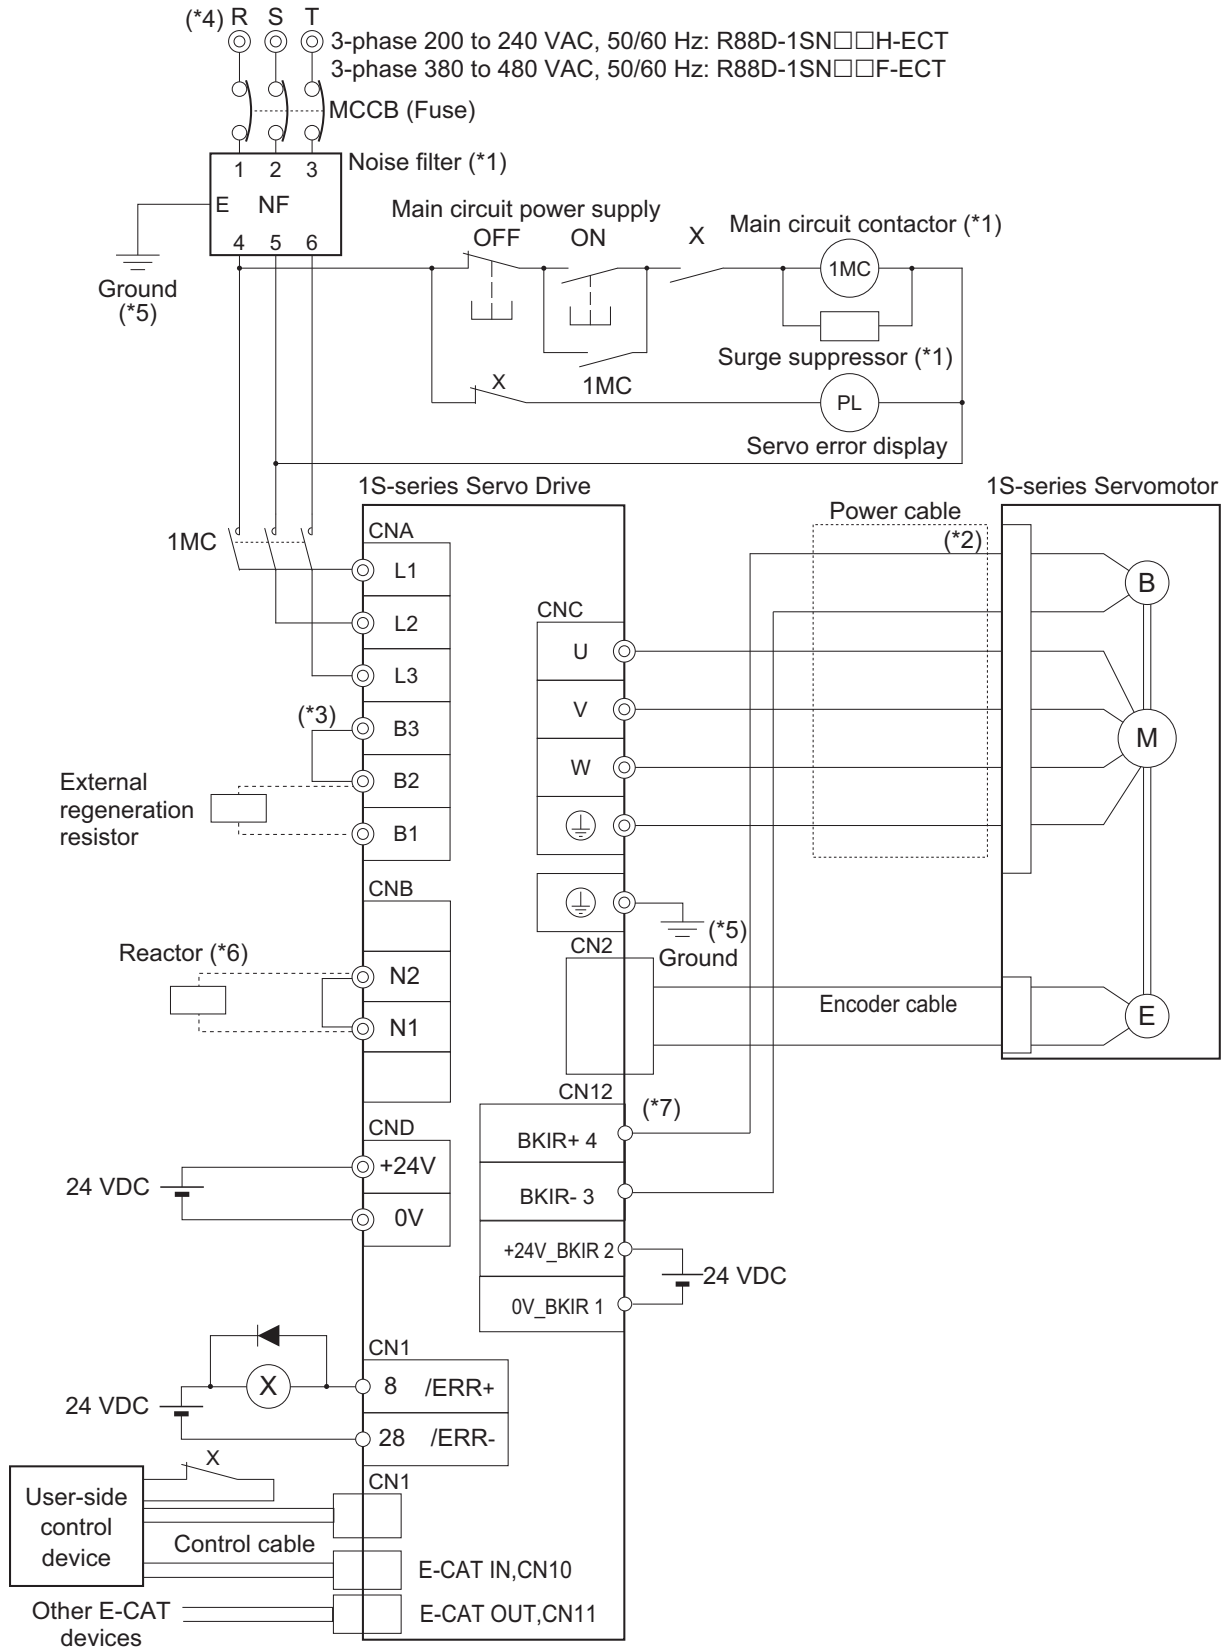 (*4) R S T
3-phase 200 to 240 VAC, 50/60 Hz: R88D-1SN□□H-ECT
3-phase 380 to 480 VAC, 50/60 Hz: R88D-1SN□□F-ECT
MCCB (Fuse)
1 2 3
Noise filter (*1)
E NF
4 5 6
Ground
(*5)
Main circuit power supply
OFF ON X
Main circuit contactor (*1)
1MC
Surge suppressor (*1)
1MC
X
PL
Servo error display
1S-series Servo Drive
1S-series Servomotor
1MC
CNA
L1
L2
L3
(*3)
B3
B2
B1
External
regeneration
resistor
CNB
Reactor (*6)
N2
N1
CND
+24V
0V
24 VDC
CN1
8 /ERR+
28 /ERR-
X
24 VDC
X
User-side
control
device
CN1
Control cable
E-CAT IN,CN10
Other E-CAT
devices
E-CAT OUT,CN11
CNC
U
V
W
(*5)
Ground
CN2
Encoder cable
CN12
(*7)
BKIR+ 4
BKIR- 3
+24V_BKIR 2
0V_BKIR 1
24 VDC
Power cable
(*2)
B
M
E